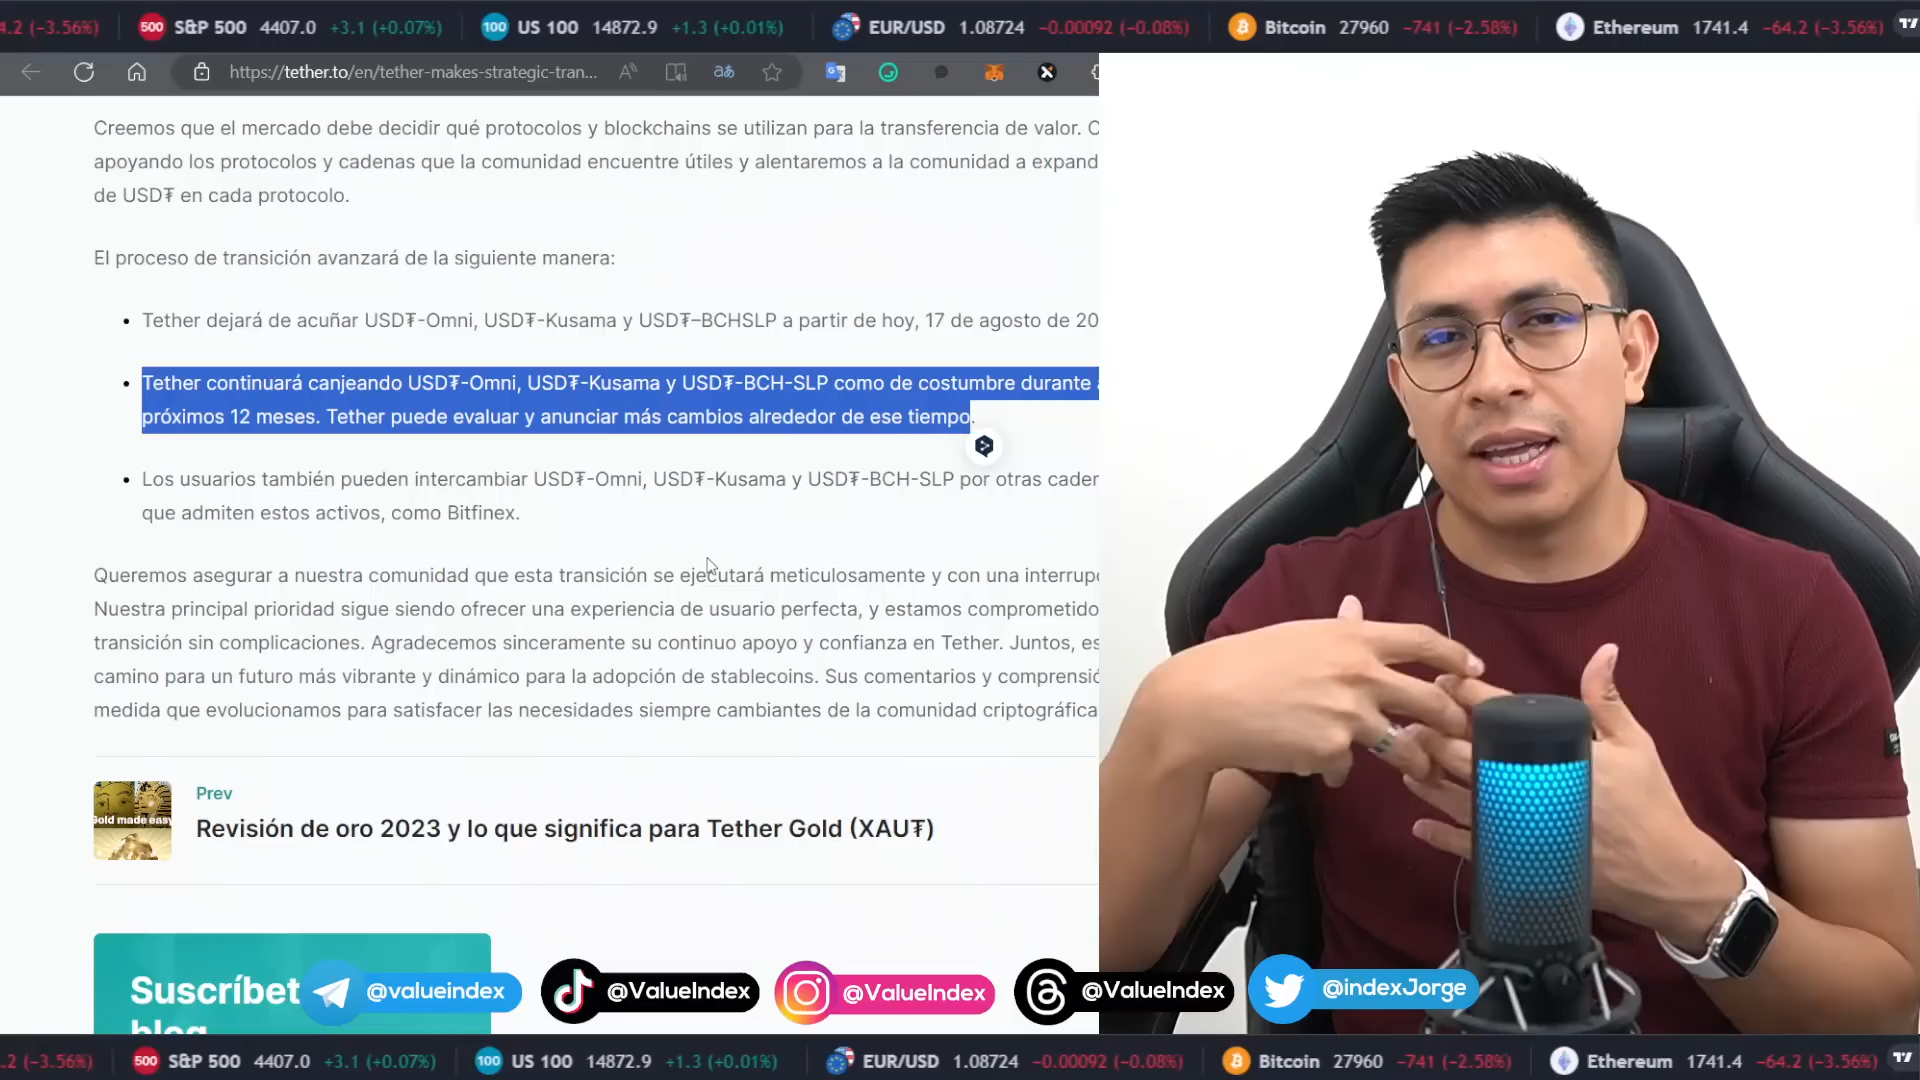 4.2 (−3.56%) 500 S&P 500 4407.0 +3.1 (+0.07%) 100 US 100 14872.9 +1.3 (+0.01%) EUR/USD 1.08724 −0.00092 (−0.08%) Bitcoin 27960 −741 (−2.58%) Ethereum 1741.4 −64.2 (−3.56%)
https://tether.to/en/tether-makes-strategic-tran...
Creemos que el mercado debe decidir qué protocolos y blockchains se utilizan para la transferencia de valor. C
apoyando los protocolos y cadenas que la comunidad encuentre útiles y alentaremos a la comunidad a expand
de USD₮ en cada protocolo.
El proceso de transición avanzará de la siguiente manera:
Tether dejará de acuñar USD₮-Omni, USD₮-Kusama y USD₮–BCHSLP a partir de hoy, 17 de agosto de 20
Tether continuará canjeando USD₮-Omni, USD₮-Kusama y USD₮-BCH-SLP como de costumbre durante a
próximos 12 meses. Tether puede evaluar y anunciar más cambios alrededor de ese tiempo.
Los usuarios también pueden intercambiar USD₮-Omni, USD₮-Kusama y USD₮-BCH-SLP por otras cader
que admiten estos activos, como Bitfinex.
Queremos asegurar a nuestra comunidad que esta transición se ejecutará meticulosamente y con una interrupc
Nuestra principal prioridad sigue siendo ofrecer una experiencia de usuario perfecta, y estamos comprometido
transición sin complicaciones. Agradecemos sinceramente su continuo apoyo y confianza en Tether. Juntos, es
camino para un futuro más vibrante y dinámico para la adopción de stablecoins. Sus comentarios y comprensió
medida que evolucionamos para satisfacer las necesidades siempre cambiantes de la comunidad criptográfica
Gold made easy
Prev
Revisión de oro 2023 y lo que significa para Tether Gold (XAU₮)
Suscríbet
blog
@valueindex @ValueIndex @ValueIndex @ValueIndex @indexJorge
.2 (−3.56%) 500 S&P 500 4407.0 +3.1 (+0.07%) 100 US 100 14872.9 +1.3 (+0.01%) EUR/USD 1.08724 −0.00092 (−0.08%) Bitcoin 27960 −741 (−2.58%) Ethereum 1741.4 −64.2 (−3.56%)